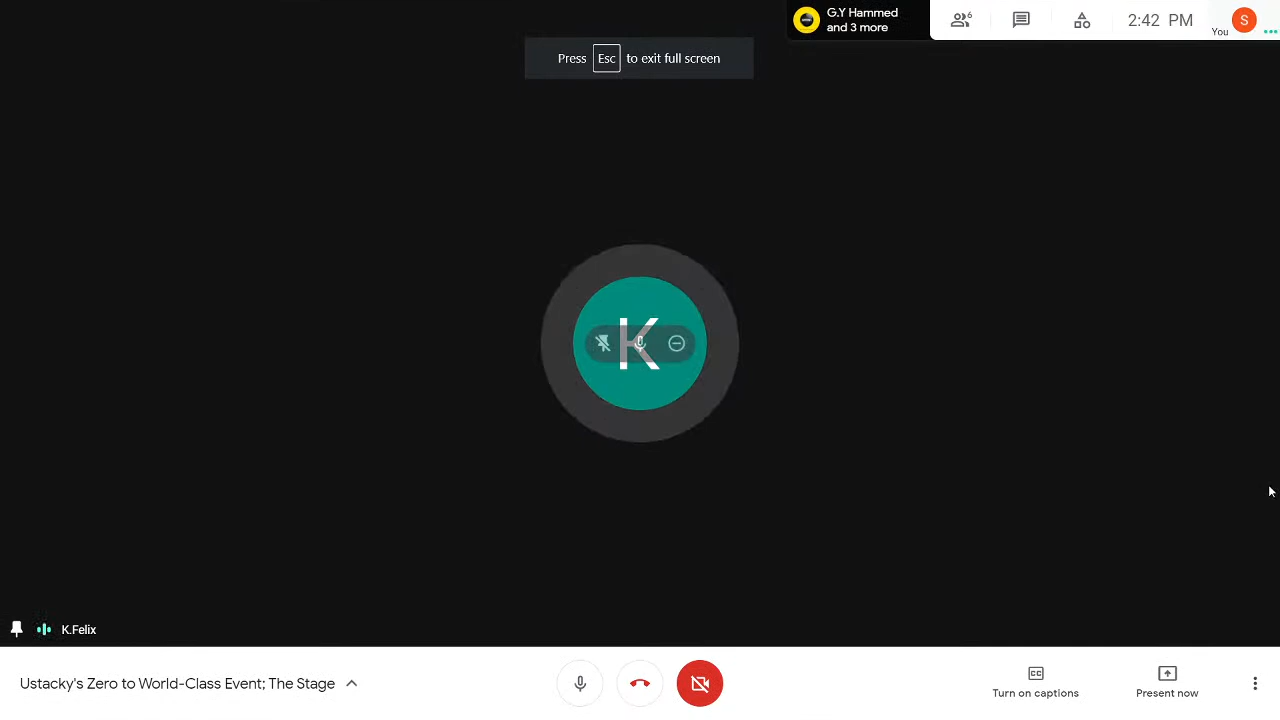 G.Y Hammed
and 3 more
6
2:42 PM
You
S
Press Esc to exit full screen
K
K.Felix
Ustacky's Zero to World-Class Event; The Stage
CC
Turn on captions
Present now